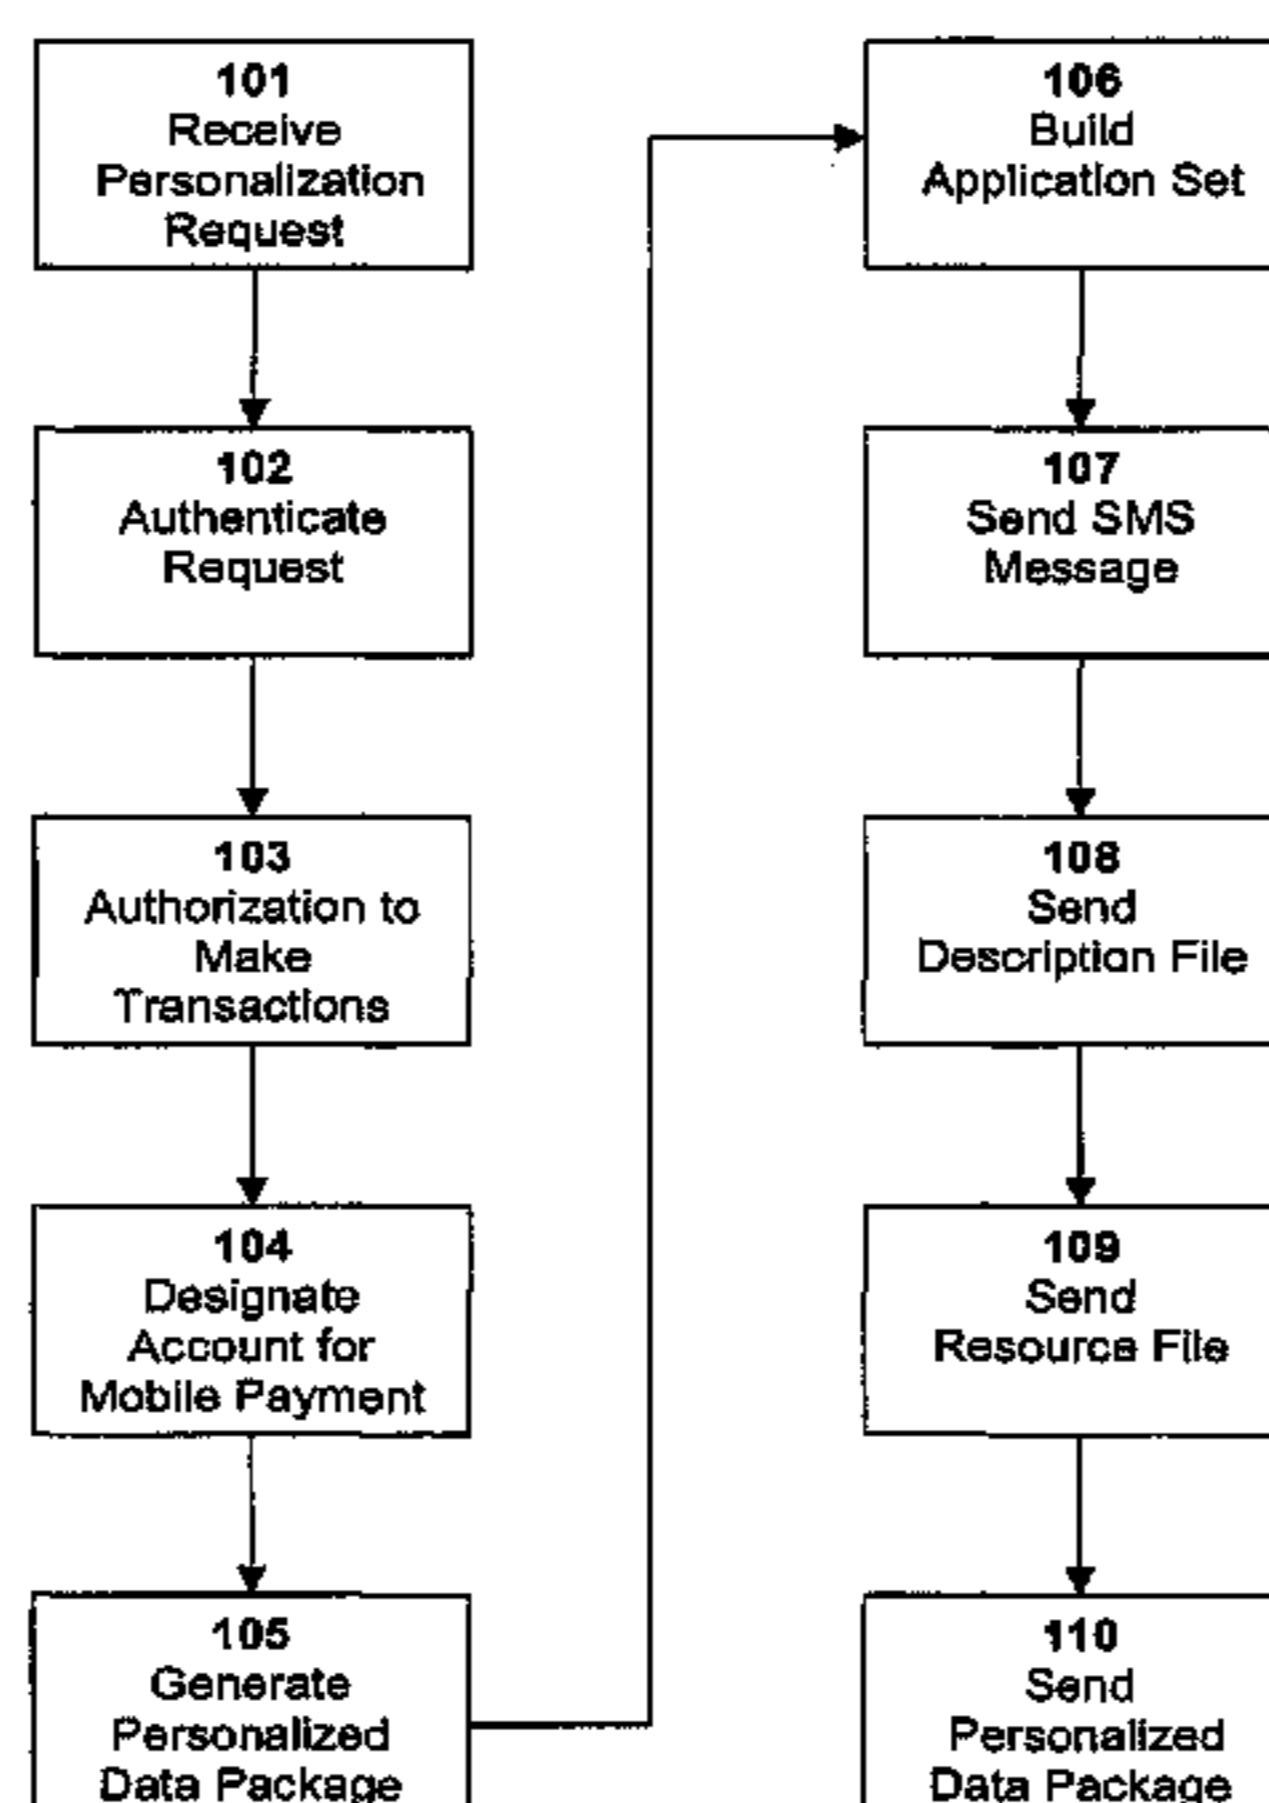 101
Receive
Personalization
Request
102
Authenticate
Request
103
Authorization to
Make
Transactions
104
Designate
Account for
Mobile Payment
105
Generate
Personalized
Data Package
106
Build
Application Set
107
Send SMS
Message
108
Send
Description File
109
Send
Resource File
110
Send
Personalized
Data Package